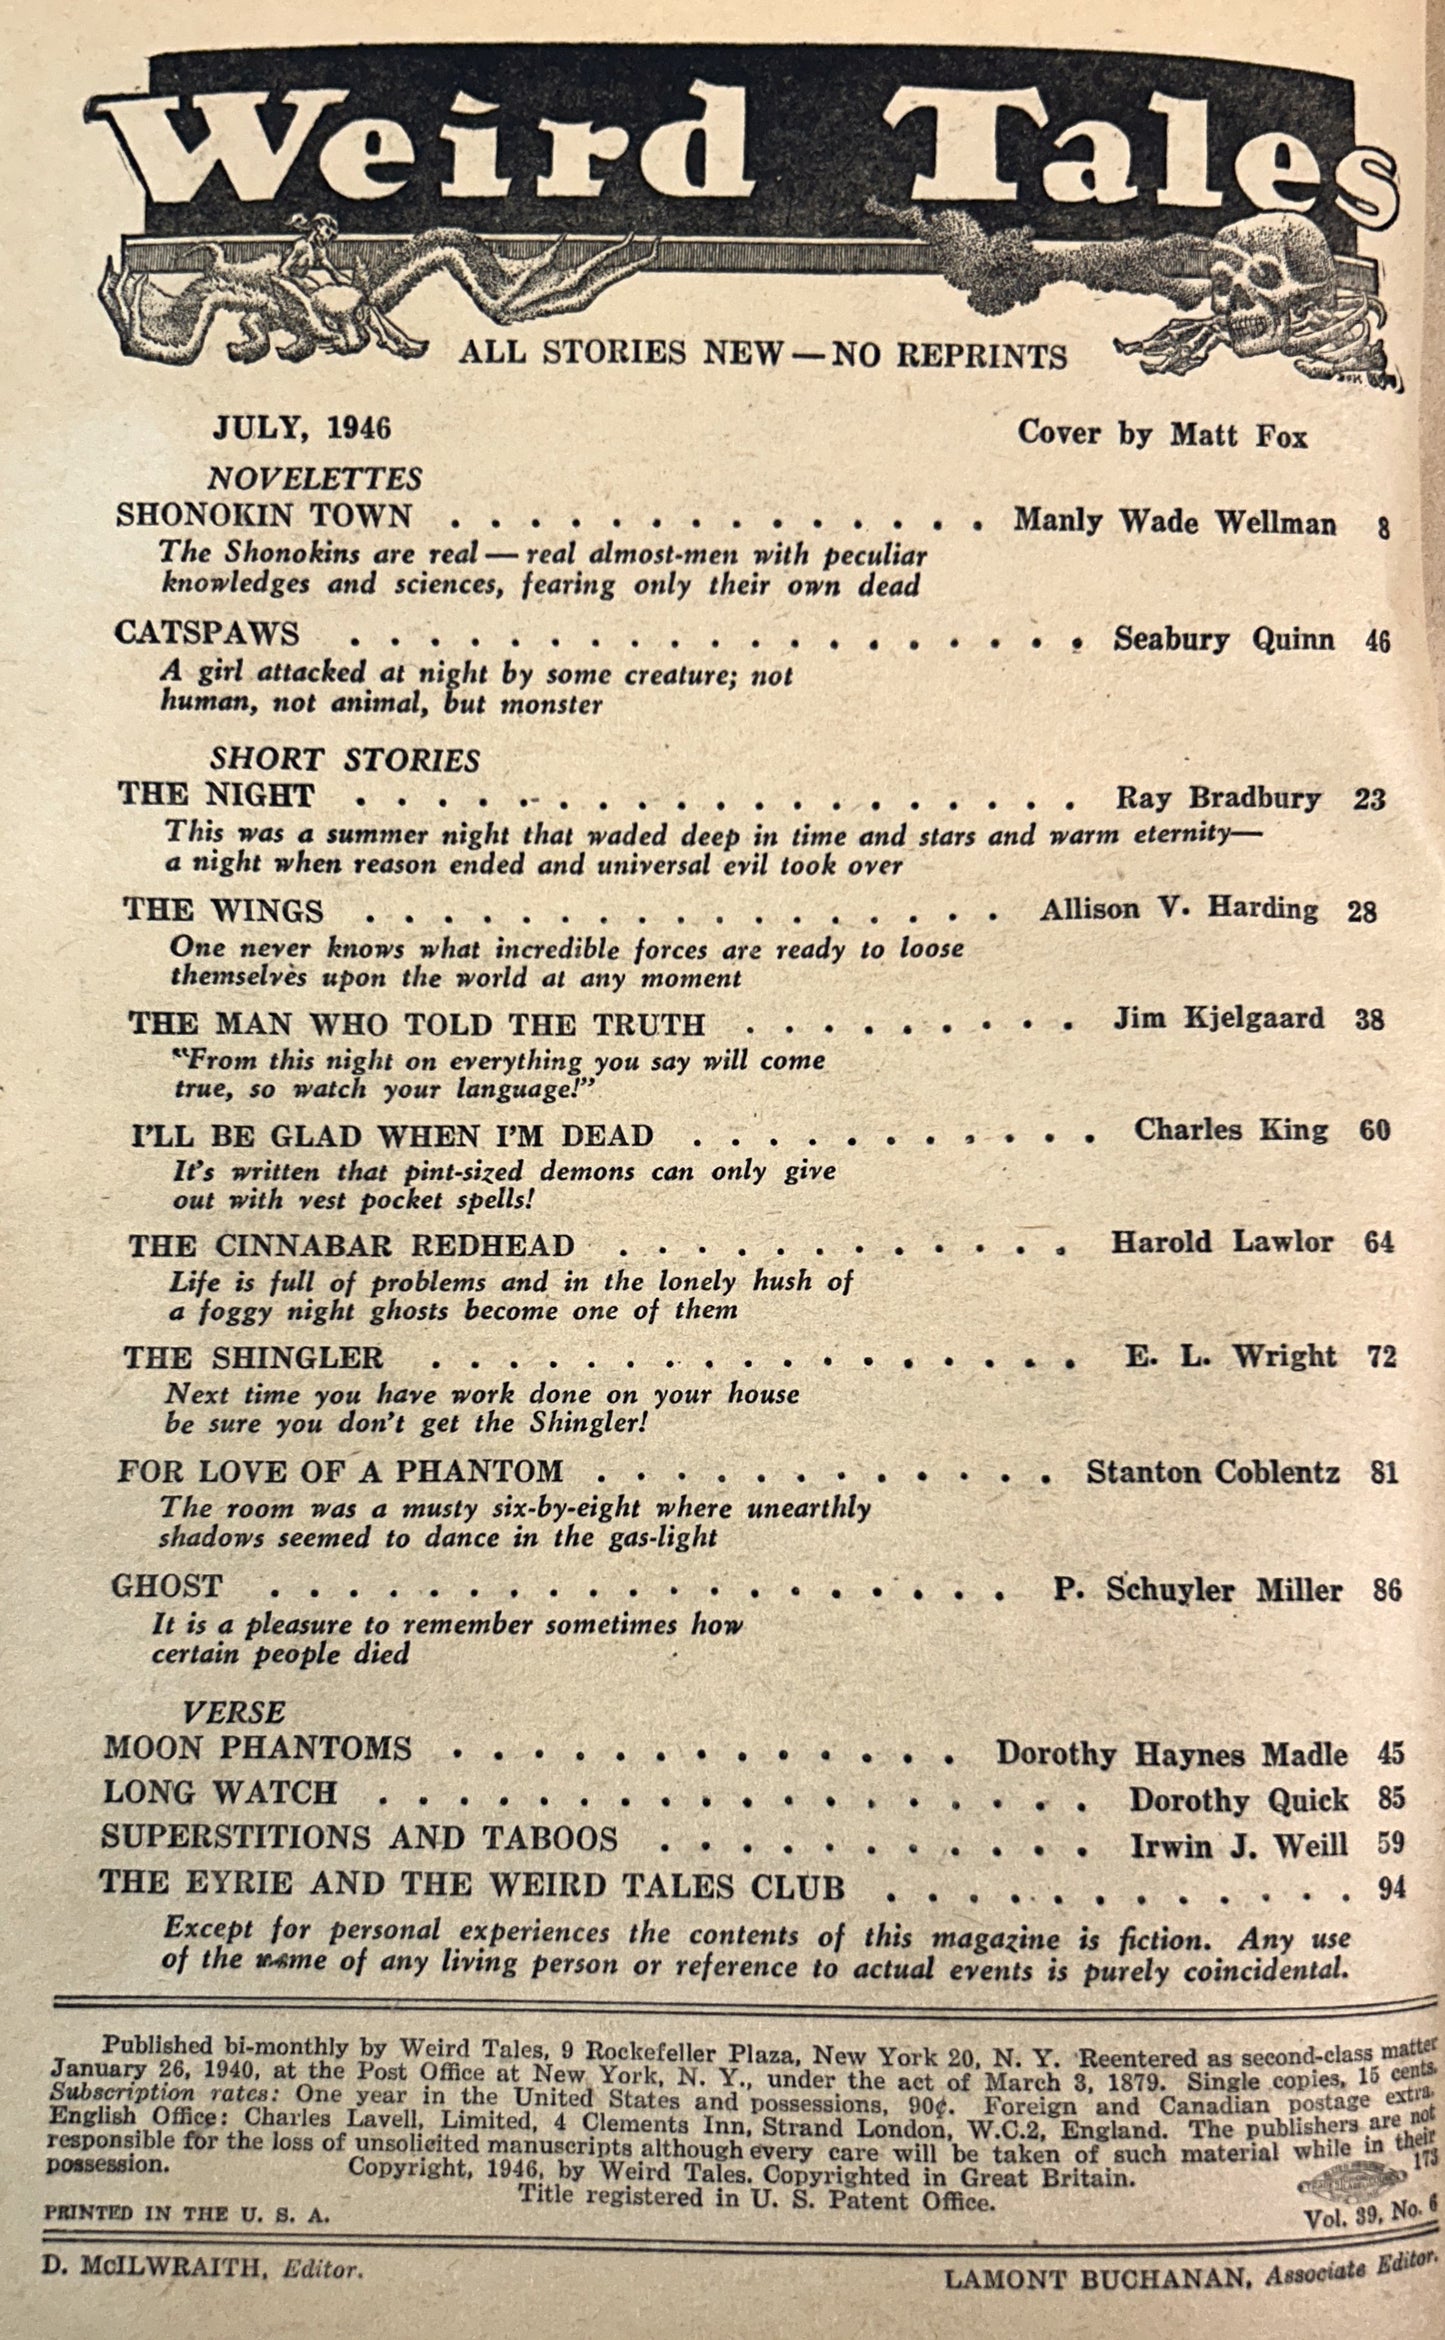 Weird Tales
ALL STORIES NEW—NO REPRINTS
JULY, 1946 Cover by Matt Fox
NOVELETTES
SHONOKIN TOWN . . . . . . . . . . . . . . Manly Wade Wellman 8
The Shonokins are real—real almost-men with peculiar
knowledges and sciences, fearing only their own dead
CATSPAWS . . . . . . . . . . . . . . . . . . . Seabury Quinn 46
A girl attacked at night by some creature; not
human, not animal, but monster
SHORT STORIES
THE NIGHT . . . . . . . . . . . . . . . . . . . Ray Bradbury 23
This was a summer night that waded deep in time and stars and warm eternity—
a night when reason ended and universal evil took over
THE WINGS . . . . . . . . . . . . . . . . . Allison V. Harding 28
One never knows what incredible forces are ready to loose
themselves upon the world at any moment
THE MAN WHO TOLD THE TRUTH . . . . . . . . . Jim Kjelgaard 38
"From this night on everything you say will come
true, so watch your language!"
I'LL BE GLAD WHEN I'M DEAD . . . . . . . . . . . Charles King 60
It's written that pint-sized demons can only give
out with vest pocket spells!
THE CINNABAR REDHEAD . . . . . . . . . . . . Harold Lawlor 64
Life is full of problems and in the lonely hush of
a foggy night ghosts become one of them
THE SHINGLER . . . . . . . . . . . . . . . . . E. L. Wright 72
Next time you have work done on your house
be sure you don't get the Shingler!
FOR LOVE OF A PHANTOM . . . . . . . . . . . . Stanton Coblentz 81
The room was a musty six-by-eight where unearthly
shadows seemed to dance in the gas-light
GHOST . . . . . . . . . . . . . . . . . . . P. Schuyler Miller 86
It is a pleasure to remember sometimes how
certain people died
VERSE
MOON PHANTOMS . . . . . . . . . . . . . Dorothy Haynes Madle 45
LONG WATCH . . . . . . . . . . . . . . . . . . Dorothy Quick 85
SUPERSTITIONS AND TABOOS . . . . . . . . . . . Irwin J. Weill 59
THE EYRIE AND THE WEIRD TALES CLUB . . . . . . . . . . . . 94
Except for personal experiences the contents of this magazine is fiction. Any use
of the name of any living person or reference to actual events is purely coincidental.
Published bi-monthly by Weird Tales, 9 Rockefeller Plaza, New York 20, N. Y. Reentered as second-class matter
January 26, 1940, at the Post Office at New York, N. Y., under the act of March 3, 1879. Single copies, 15 cents.
Subscription rates: One year in the United States and possessions, 90¢. Foreign and Canadian postage extra.
English Office: Charles Lavell, Limited, 4 Clements Inn, Strand London, W.C.2, England. The publishers are not
responsible for the loss of unsolicited manuscripts although every care will be taken of such material while in their
possession. Copyright, 1946, by Weird Tales. Copyrighted in Great Britain. 173
Title registered in U. S. Patent Office.
PRINTED IN THE U. S. A. Vol. 39, No. 6
D. McILWRAITH, Editor. LAMONT BUCHANAN, Associate Editor.